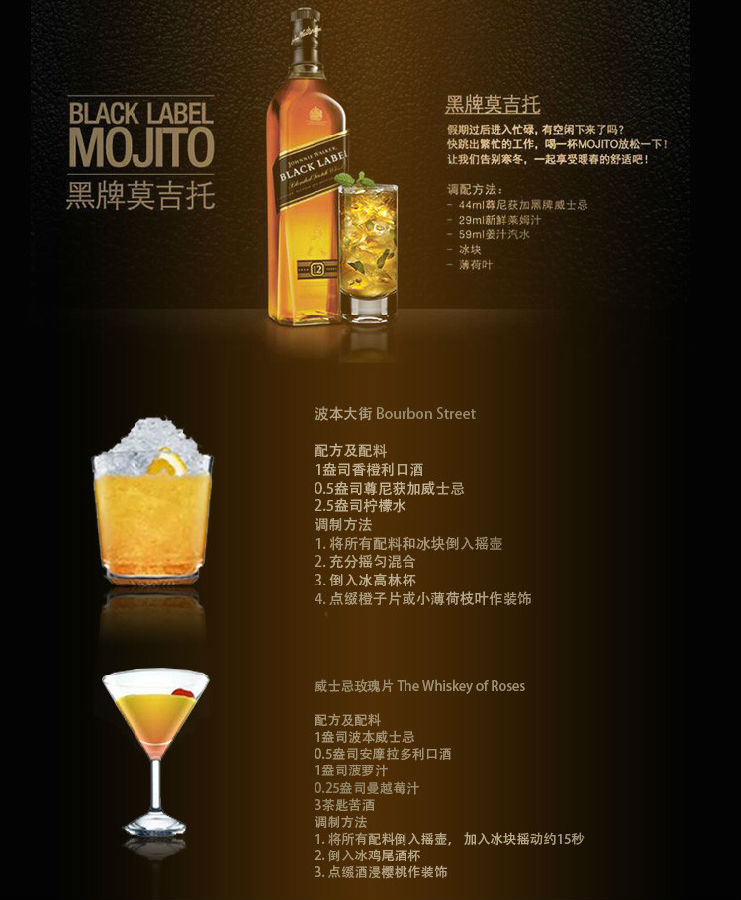 BLACK LABEL
MOJITO
黑牌莫吉托
JOHNNIE WALKER
BLACK LABEL
Blended Scotch Whisky
12
黑牌莫吉托
假期过后进入忙碌,有空闲下来了吗?
快跳出繁忙的工作,喝一杯MOJITO放松一下!
让我们告别寒冬,一起享受暖春的舒适吧!
调配方法:
- 44ml尊尼获加黑牌威士忌
- 29ml新鲜莱姆汁
- 59ml姜汁汽水
- 冰块
- 薄荷叶
波本大街 Bourbon Street
配方及配料
1盎司香橙利口酒
0.5盎司尊尼获加威士忌
2.5盎司柠檬水
调制方法
1. 将所有配料和冰块倒入摇壶
2. 充分摇匀混合
3. 倒入冰高林杯
4. 点缀橙子片或小薄荷枝叶作装饰
威士忌玫瑰片 The Whiskey of Roses
配方及配料
1盎司波本威士忌
0.5盎司安摩拉多利口酒
1盎司菠萝汁
0.25盎司曼越莓汁
3茶匙苦酒
调制方法
1. 将所有配料倒入摇壶, 加入冰块摇动约15秒
2. 倒入冰鸡尾酒杯
3. 点缀酒浸樱桃作装饰